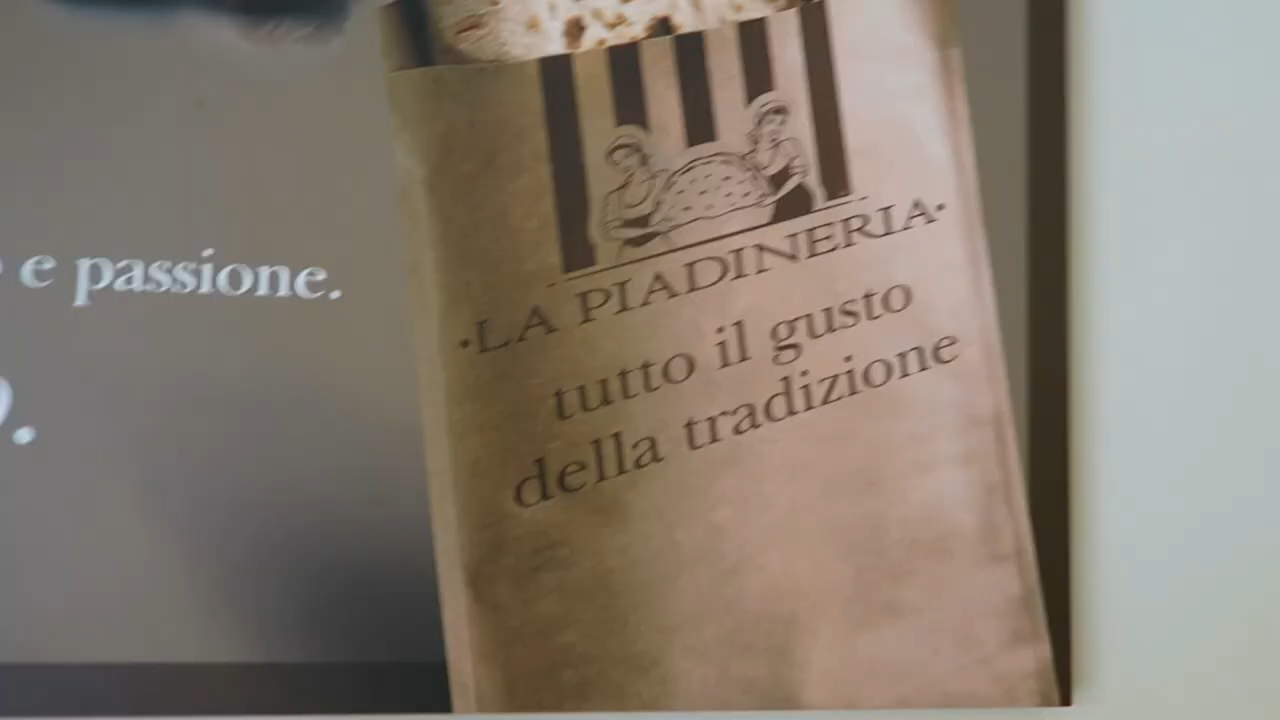 e passione.
·LA PIADINERIA·
tutto il gusto
della tradizione